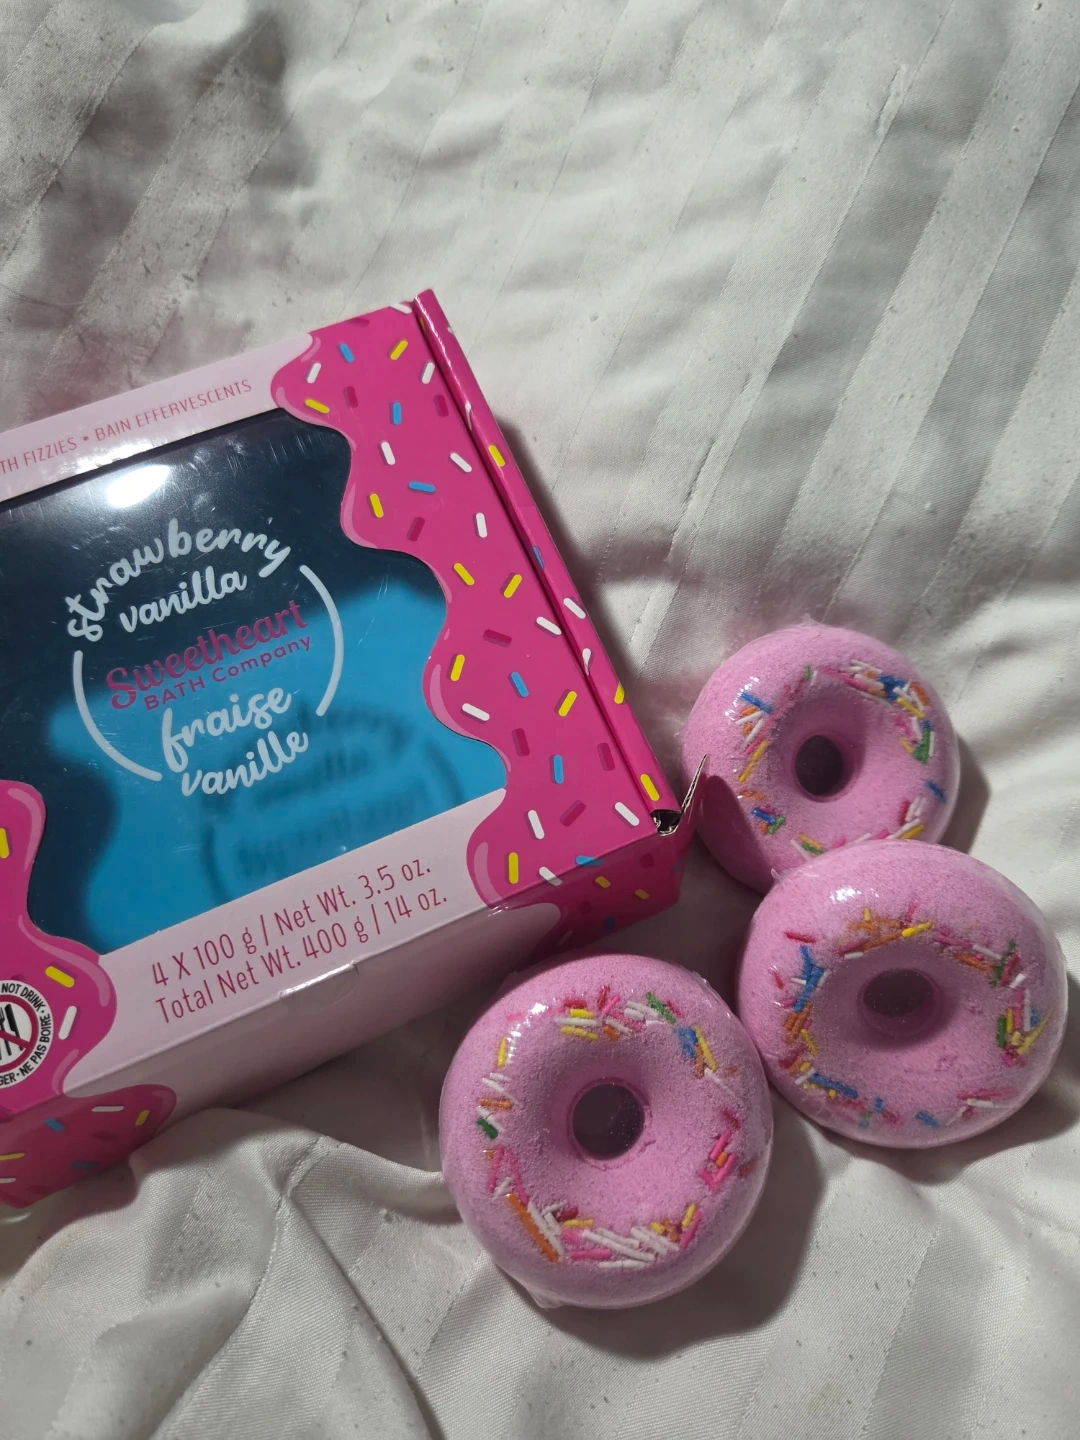 TH FIZZIES • BAIN EFFERVESCENTS
strawberry
vanilla
Sweetheart
BATH Company
fraise
vanille
4 X 100 g / Net Wt. 3.5 oz.
Total Net Wt. 400 g / 14 oz.
NOT DRINK •
GER • NE PAS BOIRE •